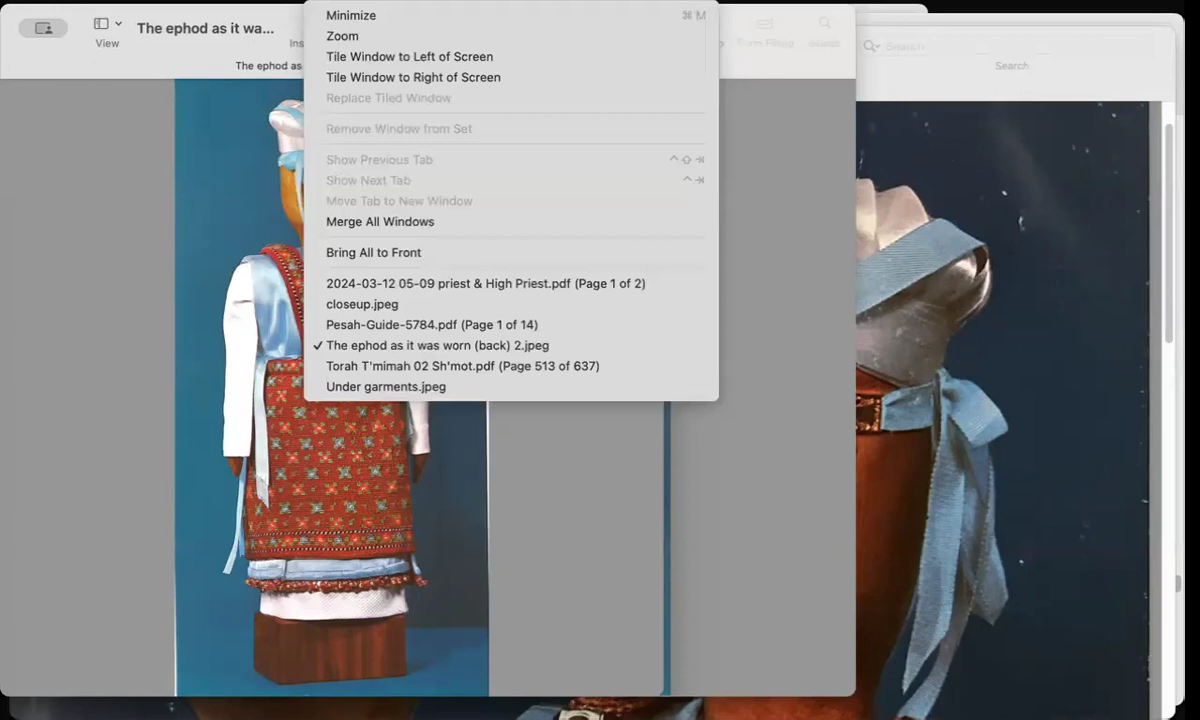 The ephod as it wa...
View
Ins
The ephod as
Minimize ⌘ M
Zoom
Tile Window to Left of Screen
Tile Window to Right of Screen
Replace Tiled Window
Remove Window from Set
Show Previous Tab
Show Next Tab
Move Tab to New Window
Merge All Windows
Bring All to Front
2024-03-12 05-09 priest & High Priest.pdf (Page 1 of 2)
closeup.jpeg
Pesah-Guide-5784.pdf (Page 1 of 14)
✓ The ephod as it was worn (back) 2.jpeg
Torah T'mimah 02 Sh'mot.pdf (Page 513 of 637)
Under garments.jpeg
Form Filling
Search
Search
Search